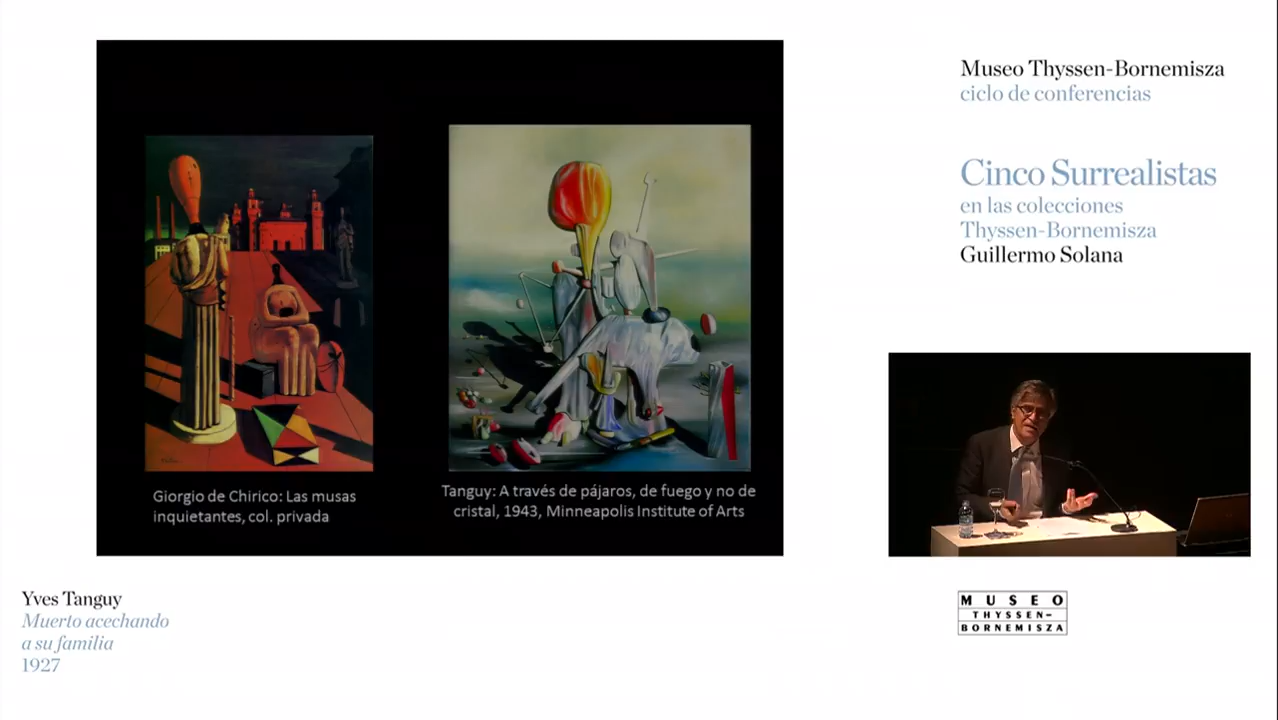 Museo Thyssen-Bornemisza
ciclo de conferencias
Cinco Surrealistas
en las colecciones
Thyssen-Bornemisza
Guillermo Solana
Giorgio de Chirico: Las musas
inquietantes, col. privada
Tanguy: A través de pájaros, de fuego y no de
cristal, 1943, Minneapolis Institute of Arts
Yves Tanguy
Muerto acechando
a su familia
1927
MUSEO
THYSSEN-
BORNEMISZA